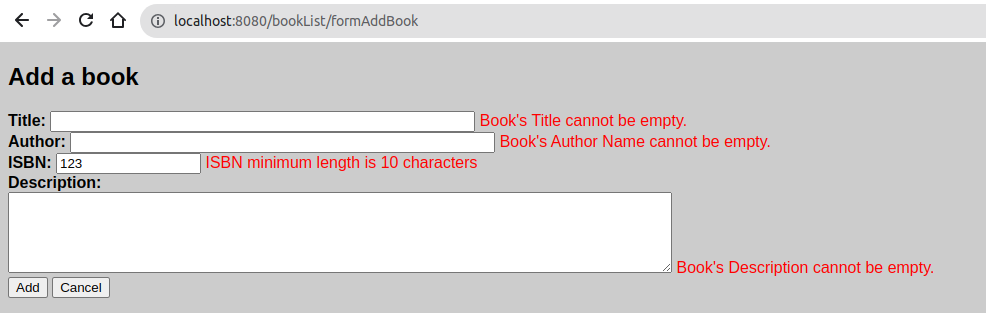 localhost:8080/bookList/formAddBook
Add a book
Title: Book's Title cannot be empty.
Author: Book's Author Name cannot be empty.
ISBN: 123 ISBN minimum length is 10 characters
Description:
Book's Description cannot be empty.
Add Cancel